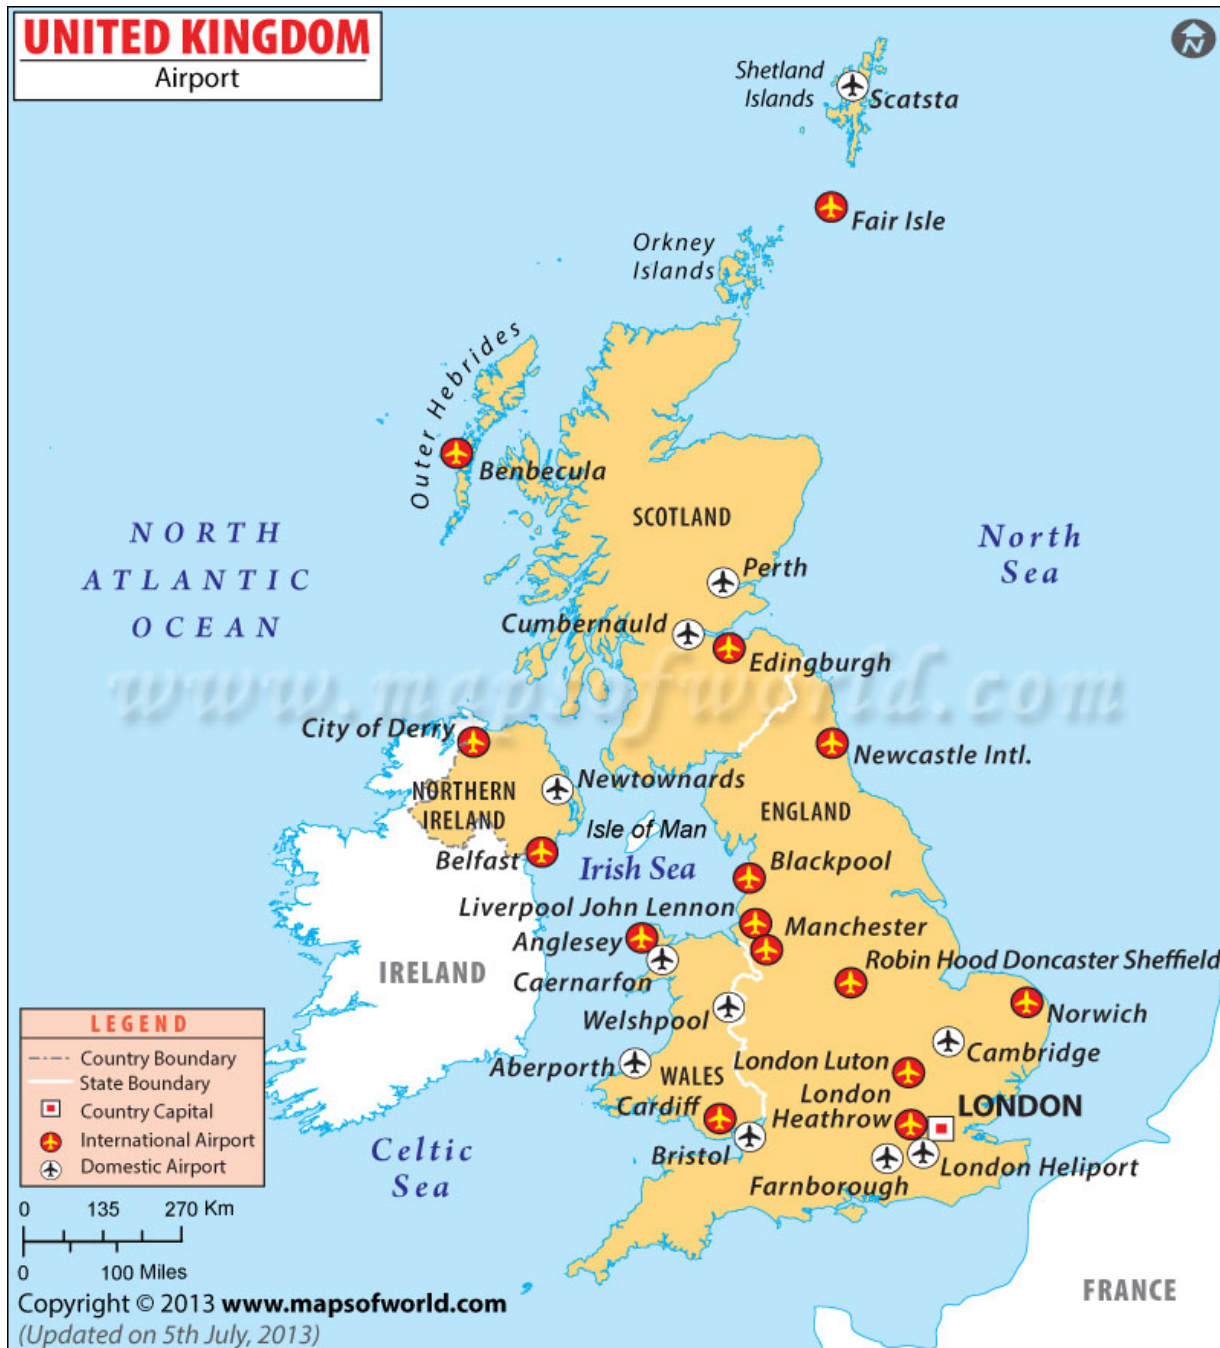 UNITED KINGDOM
Airport
N
Shetland
Islands
Scatsta
Fair Isle
Orkney
Islands
Outer Hebrides
Benbecula
SCOTLAND
NORTH
ATLANTIC
OCEAN
North
Sea
Perth
Cumbernauld
Edingburgh
www.mapsofworld.com
City of Derry
Newcastle Intl.
Newtownards
NORTHERN
IRELAND
ENGLAND
Isle of Man
Belfast
Irish Sea
Blackpool
Liverpool John Lennon
Manchester
Anglesey
Robin Hood Doncaster Sheffield
IRELAND
Caernarfon
Welshpool
Norwich
Cambridge
Aberporth
London Luton
WALES
London
Heathrow
LONDON
Cardiff
Bristol
London Heliport
Farnborough
Celtic
Sea
LEGEND
Country Boundary
State Boundary
Country Capital
International Airport
Domestic Airport
0 135 270 Km
0 100 Miles
FRANCE
Copyright © 2013 www.mapsofworld.com
(Updated on 5th July, 2013)